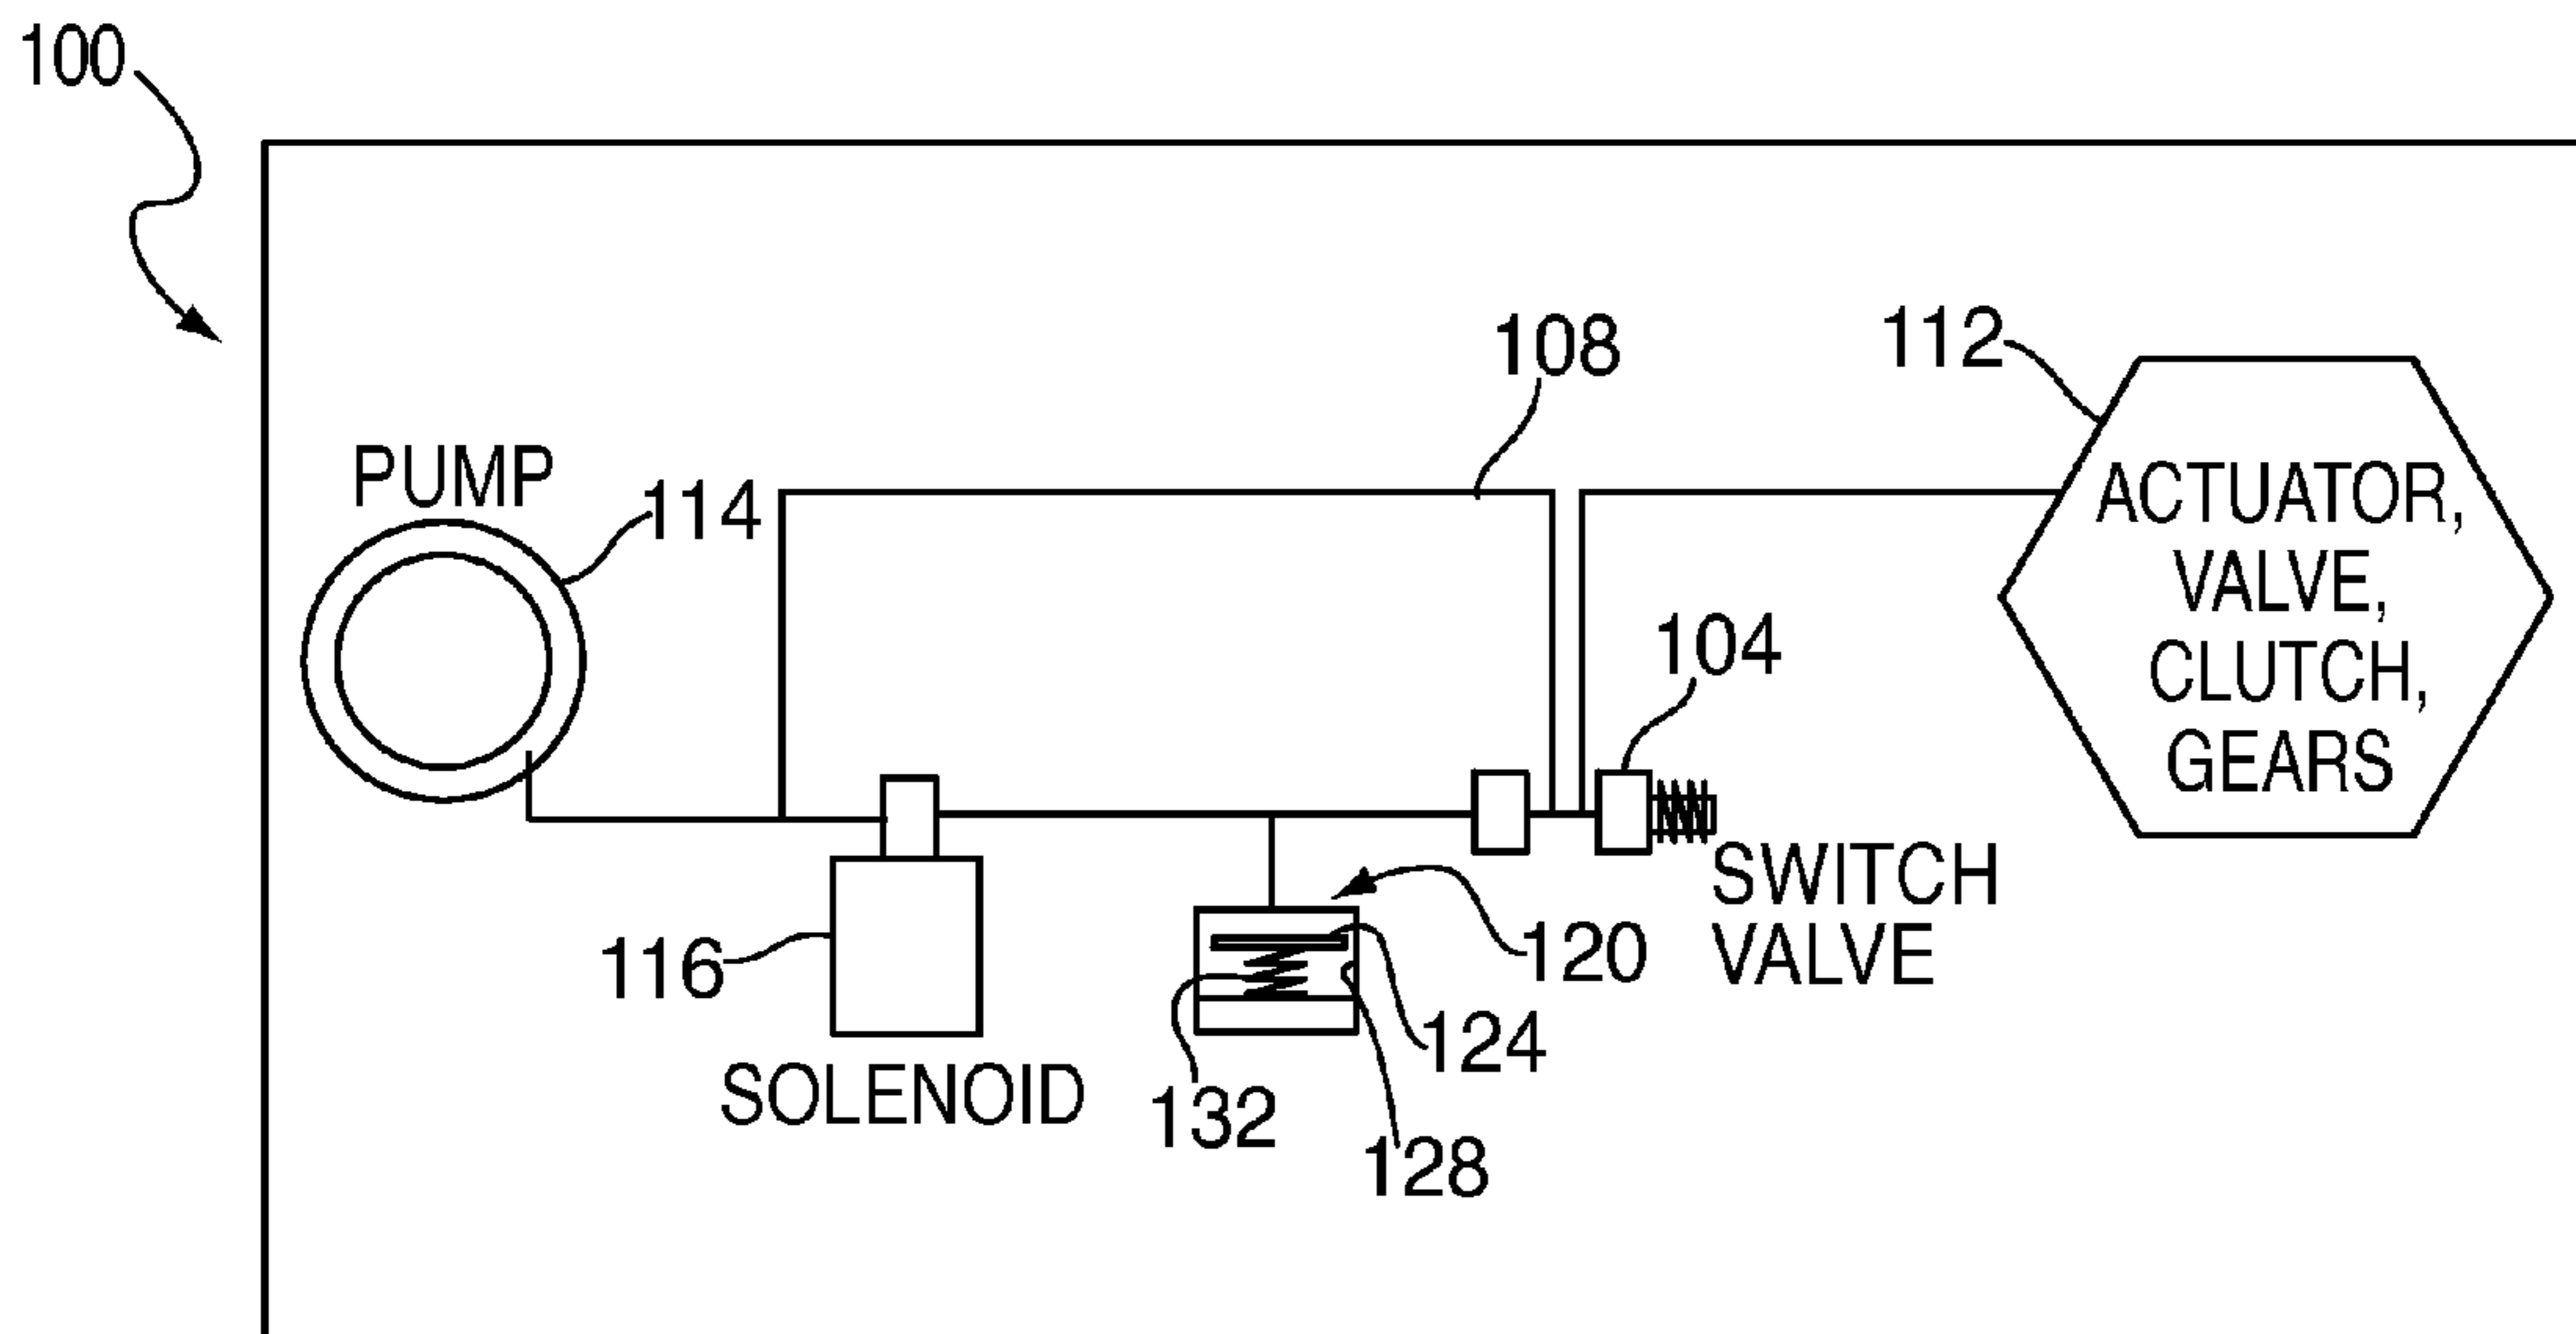 100
108
112
PUMP
114
ACTUATOR,
VALVE,
CLUTCH,
GEARS
104
SWITCH
VALVE
116
120
124
SOLENOID
132
128